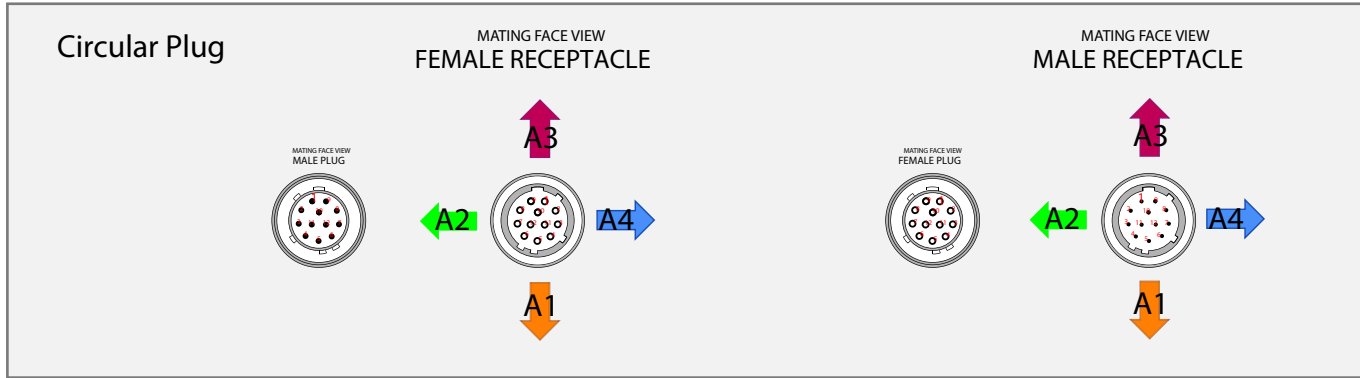 Circular Plug
MATING FACE VIEW
FEMALE RECEPTACLE
MATING FACE VIEW
MALE RECEPTACLE
A3
A3
MATING FACE VIEW
MALE PLUG
MATING FACE VIEW
FEMALE PLUG
A2
A4
A2
A4
A1
A1